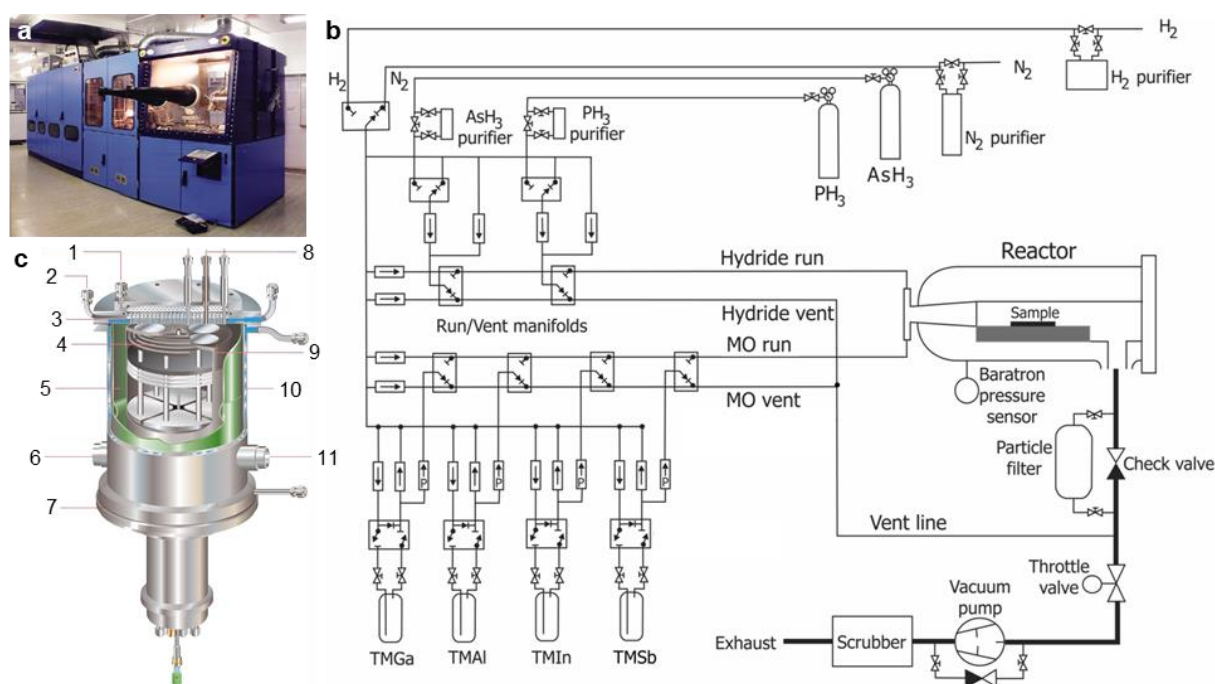 a
b
H2
H2
N2
N2
H2 purifier
N2 purifier
AsH3
purifier
PH3
purifier
PH3
AsH3
Reactor
Hydride run
Hydride vent
Run/Vent manifolds
MO run
MO vent
Sample
Baratron
pressure
sensor
Particle
filter
Check valve
Vent line
Throttle
valve
Vacuum
pump
Scrubber
Exhaust
P
P
P
P
TMGa
TMAl
TMIn
TMSb
c
1
2
3
4
5
6
7
8
9
10
11